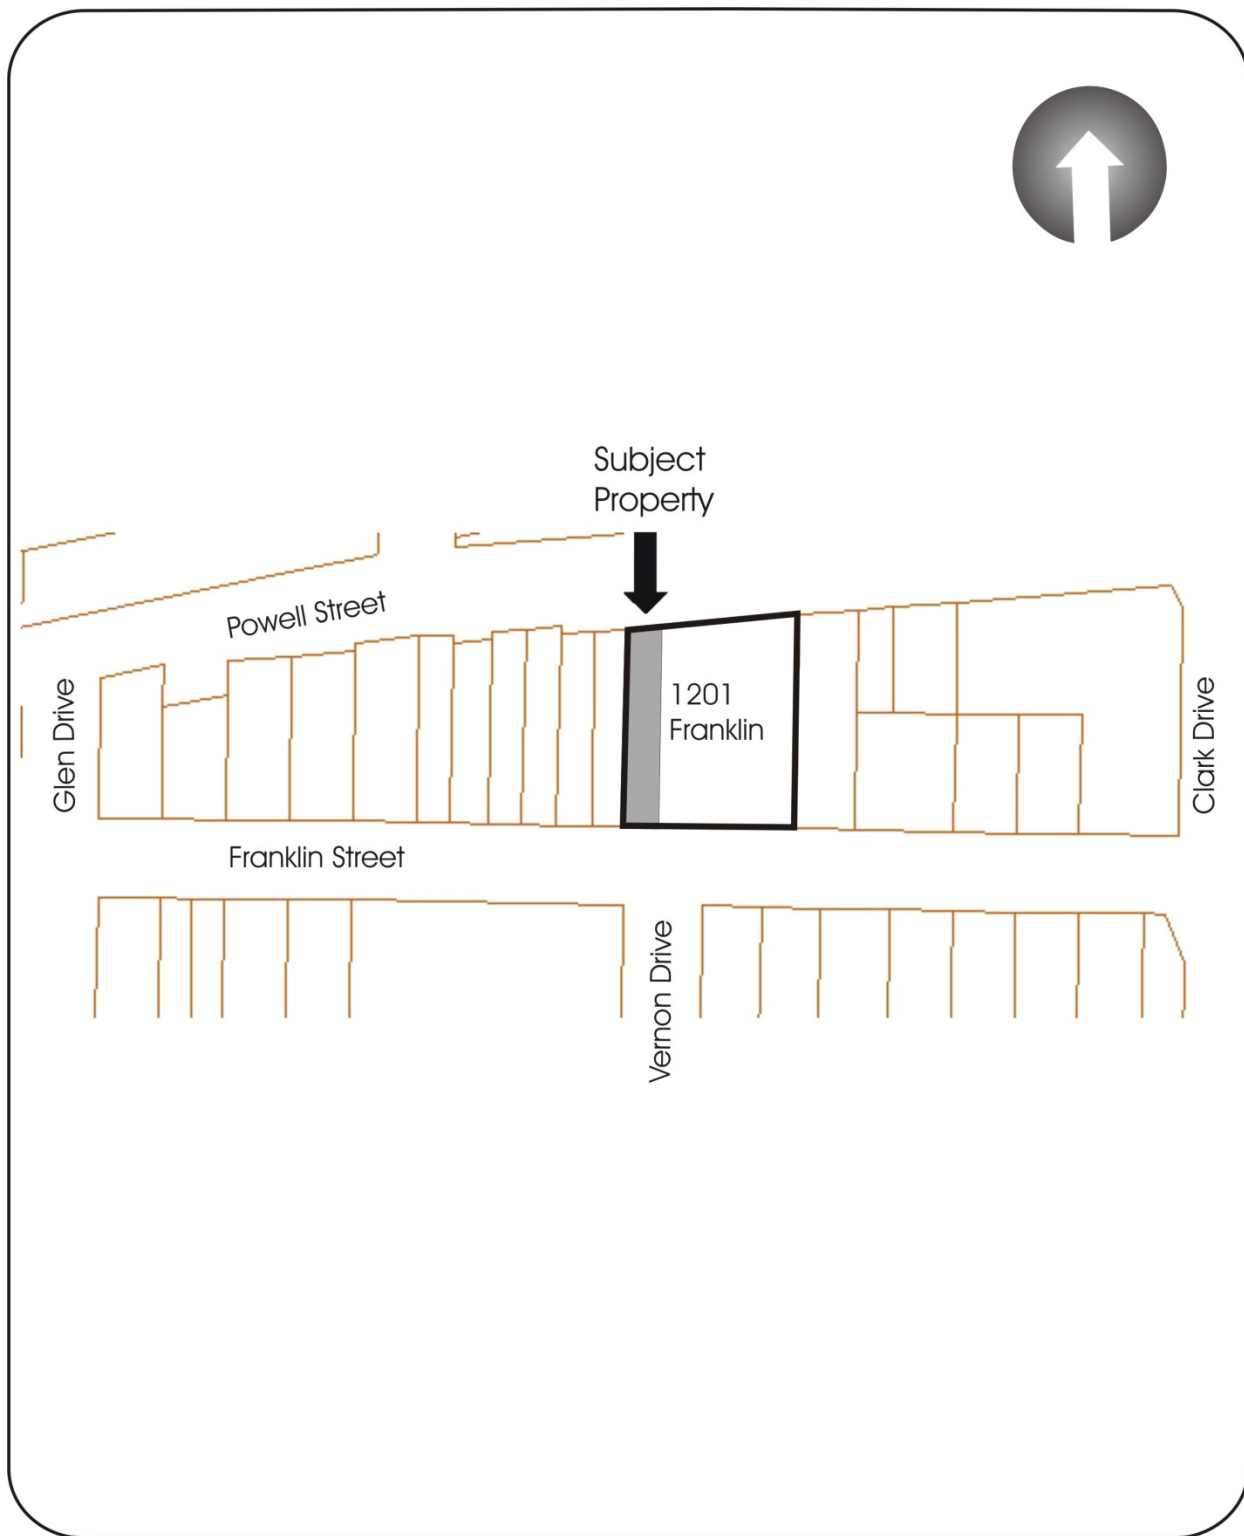 Subject
Property
Powell Street
1201
Franklin
Glen Drive
Clark Drive
Franklin Street
Vernon Drive